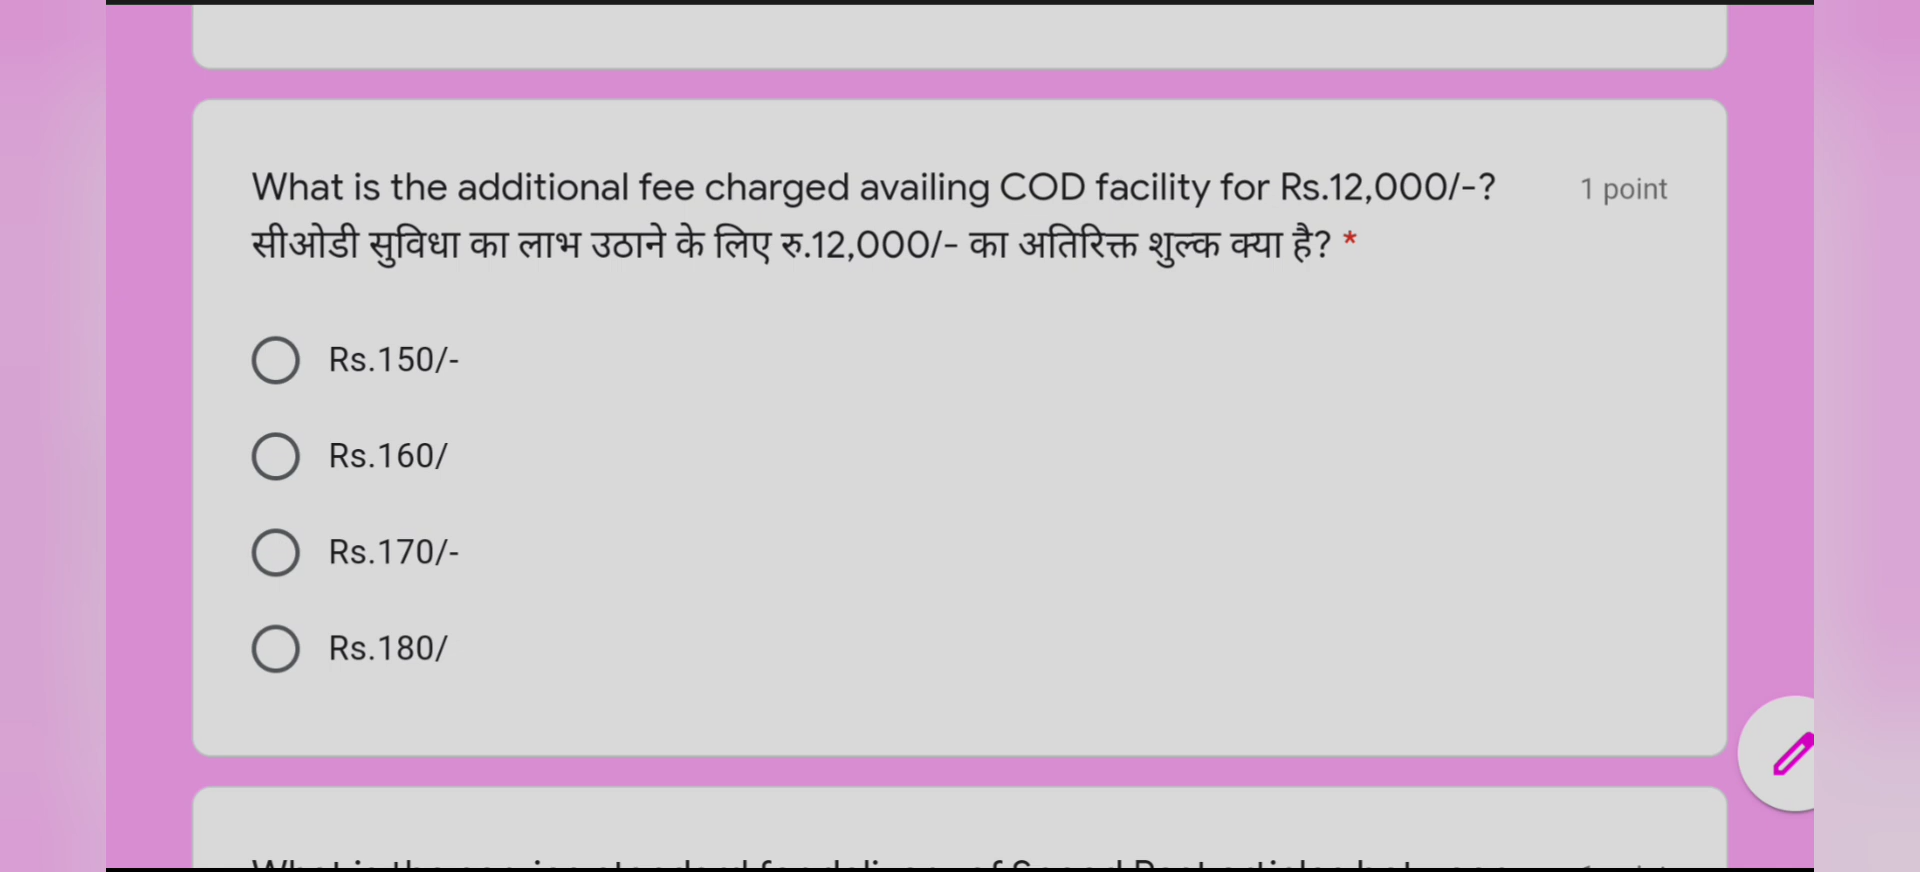 What is the additional fee charged availing COD facility for Rs.12,000/-?
1 point
सीओडी सुविधा का लाभ उठाने के लिए रु.12,000/- का अतिरिक्त शुल्क क्या है? *
Rs.150/-
Rs.160/
Rs.170/-
Rs.180/